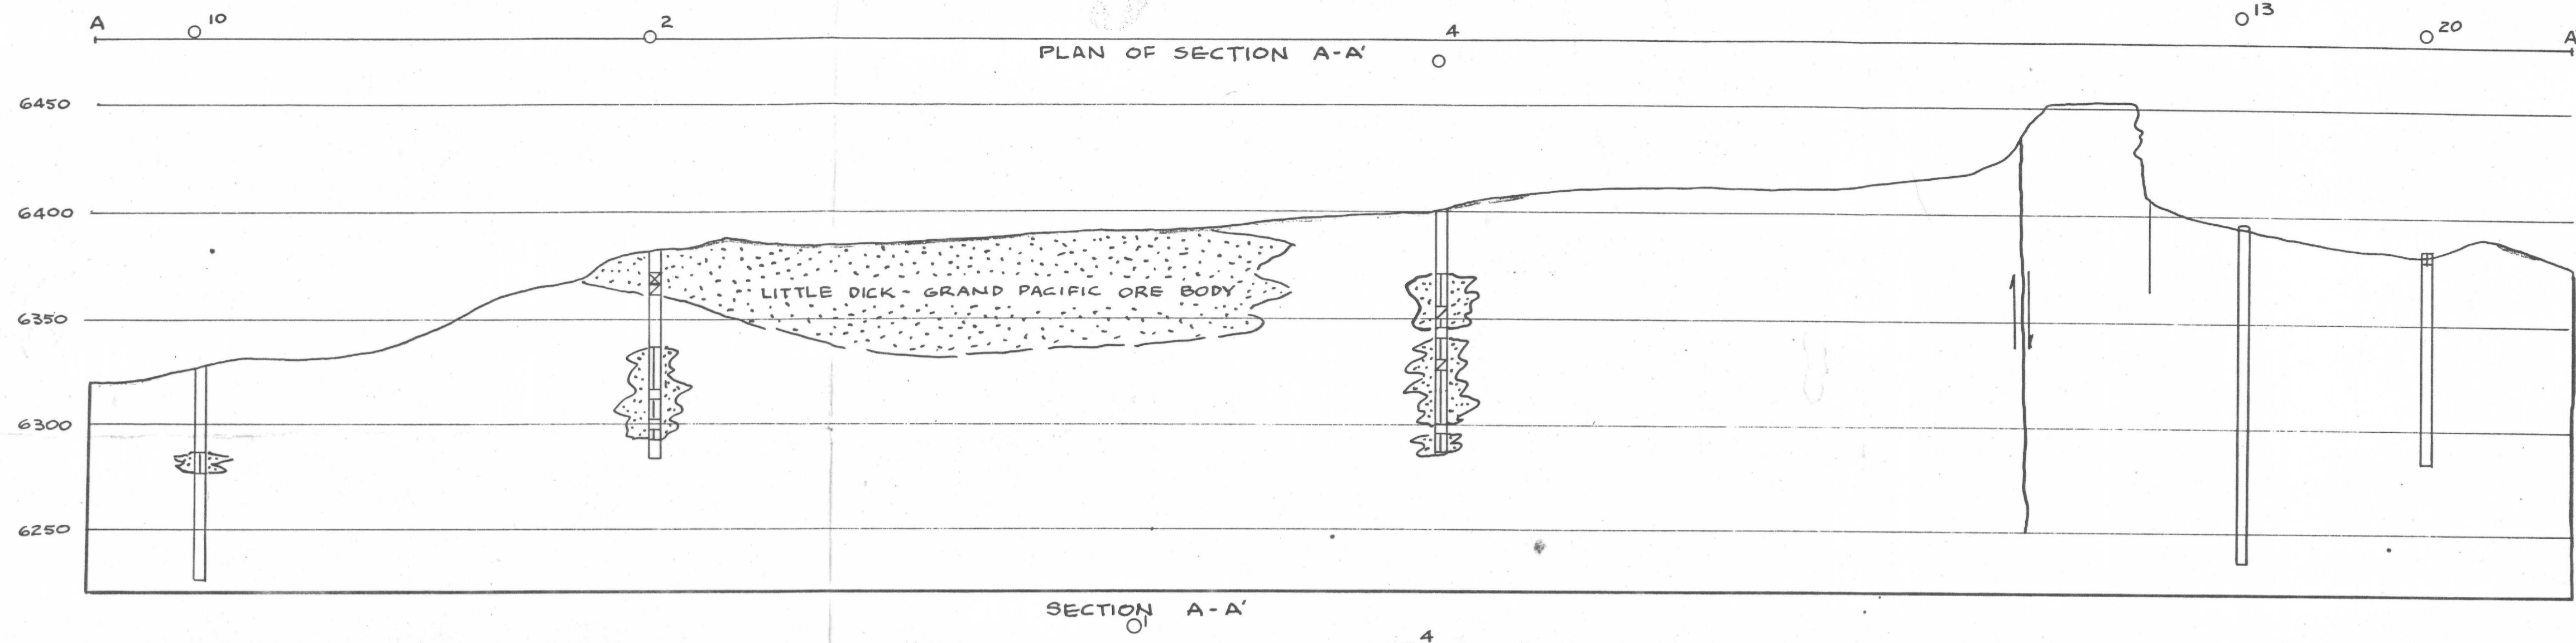 A 10 2 4 13 20 A
PLAN OF SECTION A-A'
6450
6400
LITTLE DICK - GRAND PACIFIC ORE BODY
6350
6300
6250
SECTION A-A'
1
4